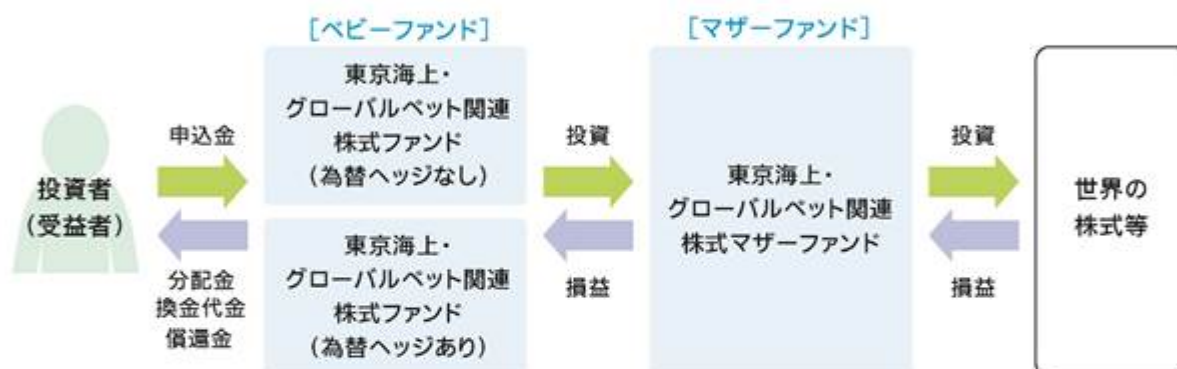 [ベビーファンド]
東京海上・
グローバルペット関連
株式ファンド
(為替ヘッジなし)
東京海上・
グローバルペット関連
株式ファンド
(為替ヘッジあり)
[マザーファンド]
東京海上・
グローバルペット関連
株式マザーファンド
投資者
(受益者)
申込金
分配金
換金代金
償還金
投資
損益
投資
損益
世界の
株式等